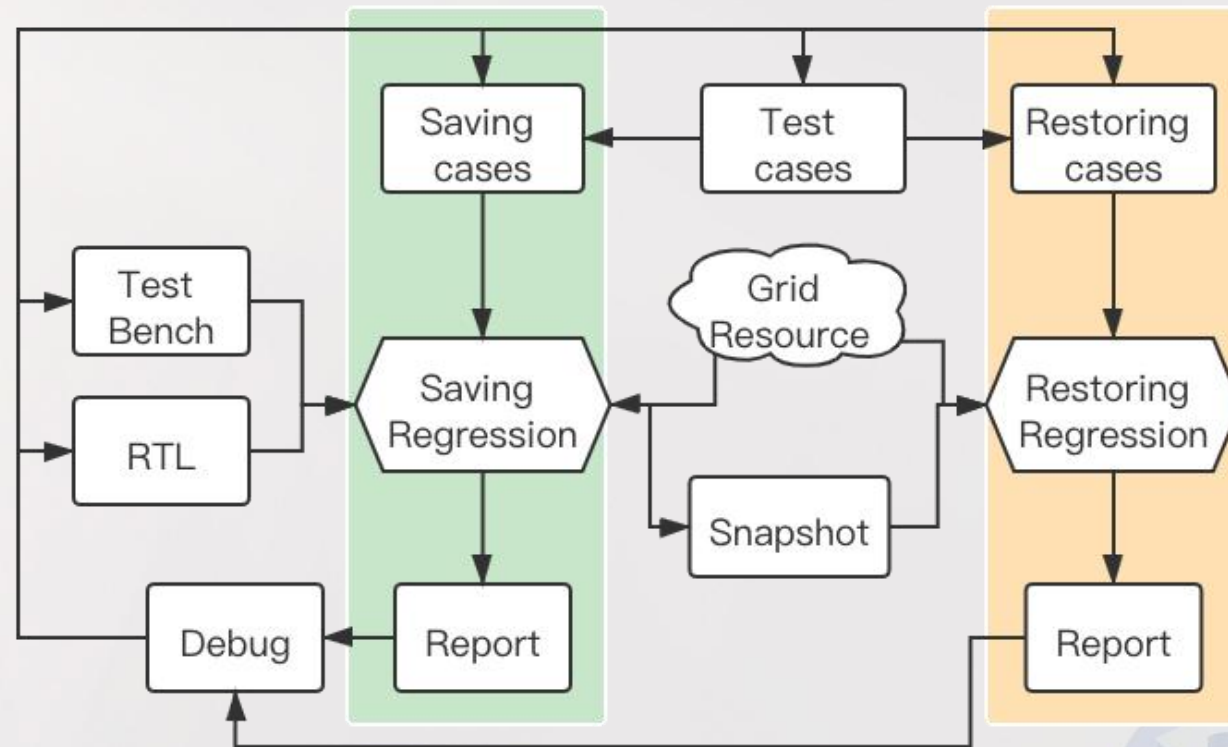 Saving
cases
Test
cases
Restoring
cases
Test
Bench
Grid
Resource
Saving
Regression
Restoring
Regression
RTL
Snapshot
Debug
Report
Report